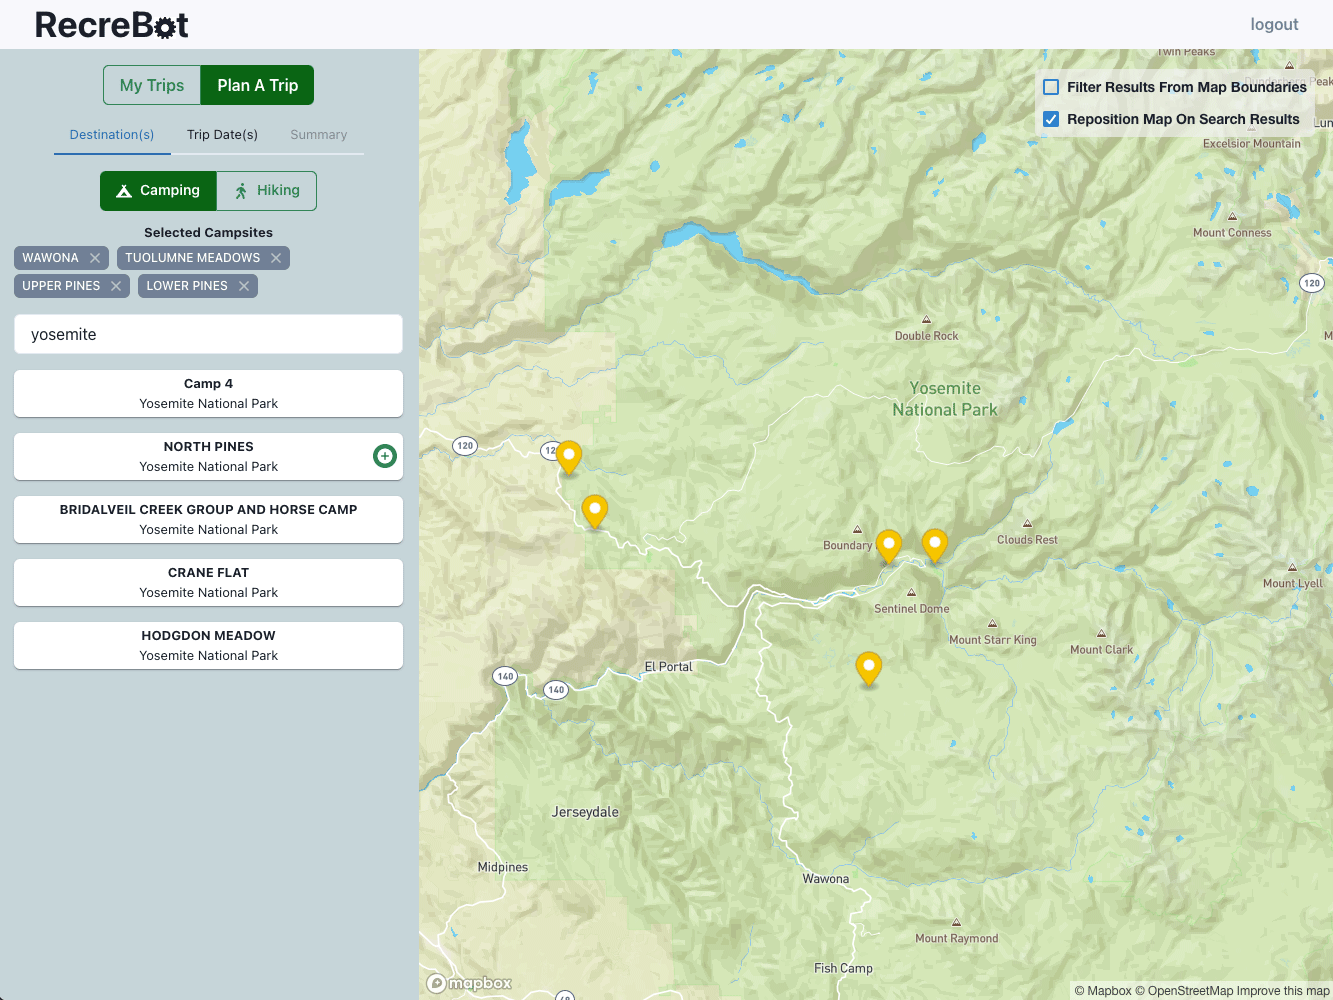 RecreBot
logout
My Trips
Plan A Trip
Destination(s)
Trip Date(s)
Summary
Camping
Hiking
Selected Campsites
WAWONA
TUOLUMNE MEADOWS
UPPER PINES
LOWER PINES
yosemite
Camp 4
Yosemite National Park
NORTH PINES
Yosemite National Park
BRIDALVEIL CREEK GROUP AND HORSE CAMP
Yosemite National Park
CRANE FLAT
Yosemite National Park
HODGDON MEADOW
Yosemite National Park
Twin Peaks
Filter Results From Map Boundaries
Reposition Map On Search Results
Excelsior Mountain
Mount Conness
120
Double Rock
Yosemite
National Park
120
Boundary
Clouds Rest
Mount Lyell
Sentinel Dome
Mount Starr King
Mount Clark
El Portal
140
140
Jerseydale
Midpines
Wawona
Mount Raymond
Fish Camp
mapbox
© Mapbox © OpenStreetMap Improve this map